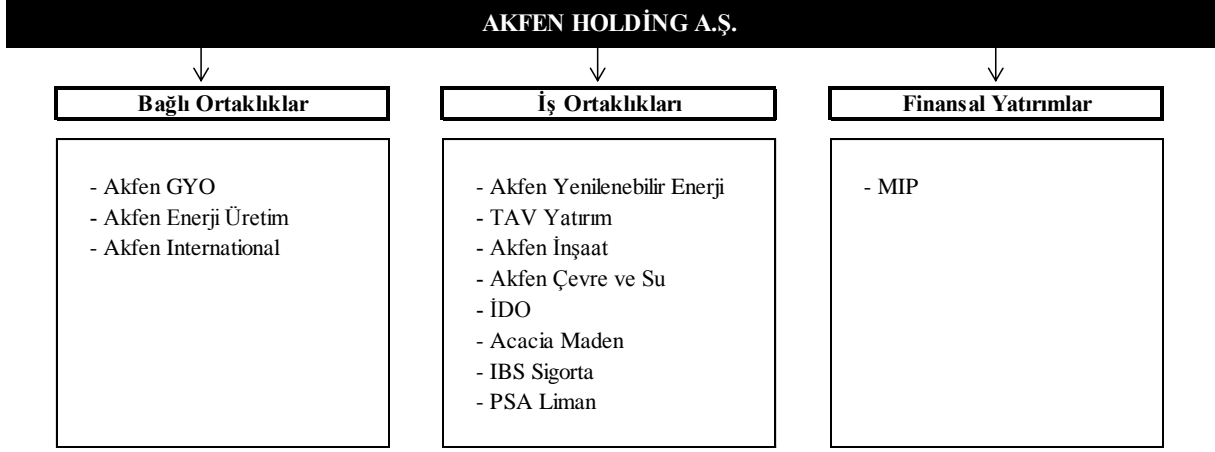 AKFEN HOLDİNG A.Ş.
Bağlı Ortaklıklar
- Akfen GYO
- Akfen Enerji Üretim
- Akfen International
İş Ortaklıkları
- Akfen Yenilenebilir Enerji
- TAV Yatırım
- Akfen İnşaat
- Akfen Çevre ve Su
- İDO
- Acacia Maden
- IBS Sigorta
- PSA Liman
Finansal Yatırımlar
- MIP